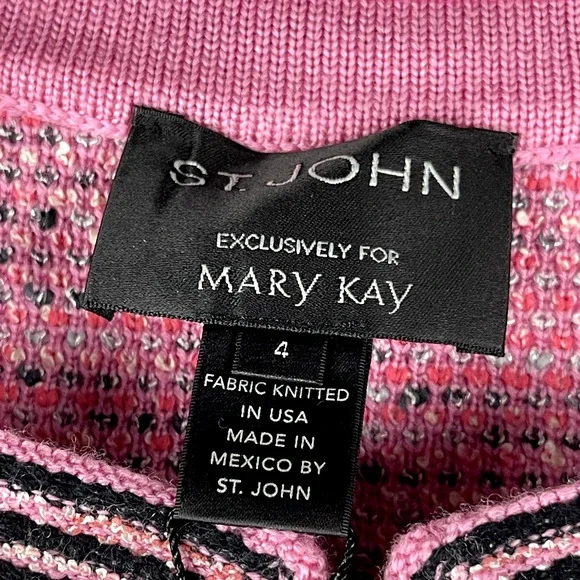 ST. JOHN
EXCLUSIVELY FOR
MARY KAY
4
FABRIC KNITTED
IN USA
MADE IN
MEXICO BY
ST. JOHN